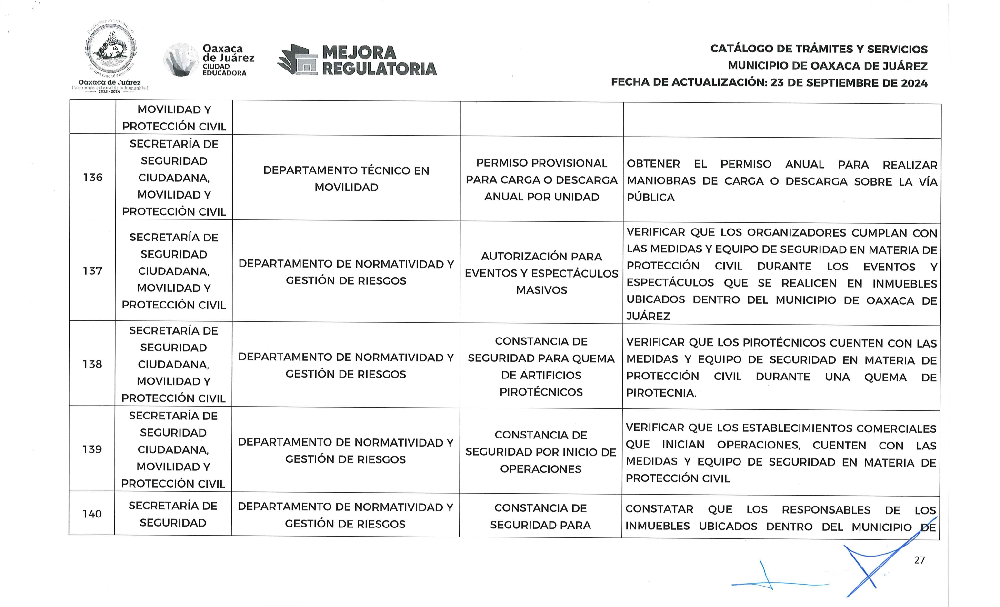 Oaxaca de Juárez
Patrimonio cultural de la humanidad
2022 - 2024
Oaxaca
de Juárez
CIUDAD
EDUCADORA
MEJORA
REGULATORIA
CATÁLOGO DE TRÁMITES Y SERVICIOS
MUNICIPIO DE OAXACA DE JUÁREZ
FECHA DE ACTUALIZACIÓN: 23 DE SEPTIEMBRE DE 2024
MOVILIDAD Y
PROTECCIÓN CIVIL
136
SECRETARÍA DE
SEGURIDAD
CIUDADANA,
MOVILIDAD Y
PROTECCIÓN CIVIL
DEPARTAMENTO TÉCNICO EN
MOVILIDAD
PERMISO PROVISIONAL
PARA CARGA O DESCARGA
ANUAL POR UNIDAD
OBTENER EL PERMISO ANUAL PARA REALIZAR
MANIOBRAS DE CARGA O DESCARGA SOBRE LA VÍA
PÚBLICA
137
SECRETARÍA DE
SEGURIDAD
CIUDADANA,
MOVILIDAD Y
PROTECCIÓN CIVIL
DEPARTAMENTO DE NORMATIVIDAD Y
GESTIÓN DE RIESGOS
AUTORIZACIÓN PARA
EVENTOS Y ESPECTÁCULOS
MASIVOS
VERIFICAR QUE LOS ORGANIZADORES CUMPLAN CON
LAS MEDIDAS Y EQUIPO DE SEGURIDAD EN MATERIA DE
PROTECCIÓN CIVIL DURANTE LOS EVENTOS Y
ESPECTÁCULOS QUE SE REALICEN EN INMUEBLES
UBICADOS DENTRO DEL MUNICIPIO DE OAXACA DE
JUÁREZ
138
SECRETARÍA DE
SEGURIDAD
CIUDADANA,
MOVILIDAD Y
PROTECCIÓN CIVIL
DEPARTAMENTO DE NORMATIVIDAD Y
GESTIÓN DE RIESGOS
CONSTANCIA DE
SEGURIDAD PARA QUEMA
DE ARTIFICIOS
PIROTÉCNICOS
VERIFICAR QUE LOS PIROTÉCNICOS CUENTEN CON LAS
MEDIDAS Y EQUIPO DE SEGURIDAD EN MATERIA DE
PROTECCIÓN CIVIL DURANTE UNA QUEMA DE
PIROTECNIA.
139
SECRETARÍA DE
SEGURIDAD
CIUDADANA,
MOVILIDAD Y
PROTECCIÓN CIVIL
DEPARTAMENTO DE NORMATIVIDAD Y
GESTIÓN DE RIESGOS
CONSTANCIA DE
SEGURIDAD POR INICIO DE
OPERACIONES
VERIFICAR QUE LOS ESTABLECIMIENTOS COMERCIALES
QUE INICIAN OPERACIONES, CUENTEN CON LAS
MEDIDAS Y EQUIPO DE SEGURIDAD EN MATERIA DE
PROTECCIÓN CIVIL
140
SECRETARÍA DE
SEGURIDAD
DEPARTAMENTO DE NORMATIVIDAD Y
GESTIÓN DE RIESGOS
CONSTANCIA DE
SEGURIDAD PARA
CONSTATAR QUE LOS RESPONSABLES DE LOS
INMUEBLES UBICADOS DENTRO DEL MUNICIPIO DE
27